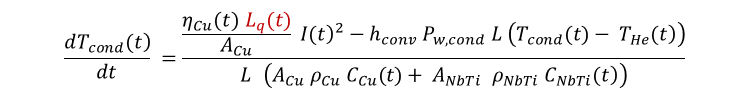 dT_cond(t)/dt = (η_Cu(t) L_q(t)/A_Cu I(t)² − h_conv P_w,cond L (T_cond(t) − T_He(t))) / (L (A_Cu ρ_Cu C_Cu(t) + A_NbTi ρ_NbTi C_NbTi(t)))